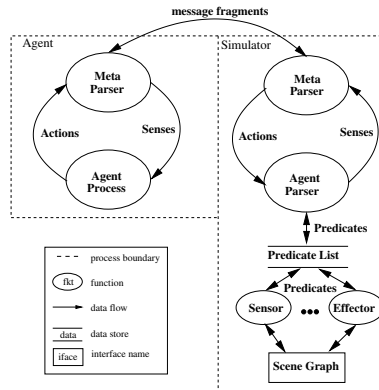 message fragments
Agent
Simulator
Meta
Parser
Meta
Parser
Actions
Senses
Actions
Senses
Agent
Process
Agent
Parser
Predicates
Predicate List
Predicates
Sensor
Effector
Scene Graph
process boundary
fkt
function
data flow
data
data store
iface
interface name